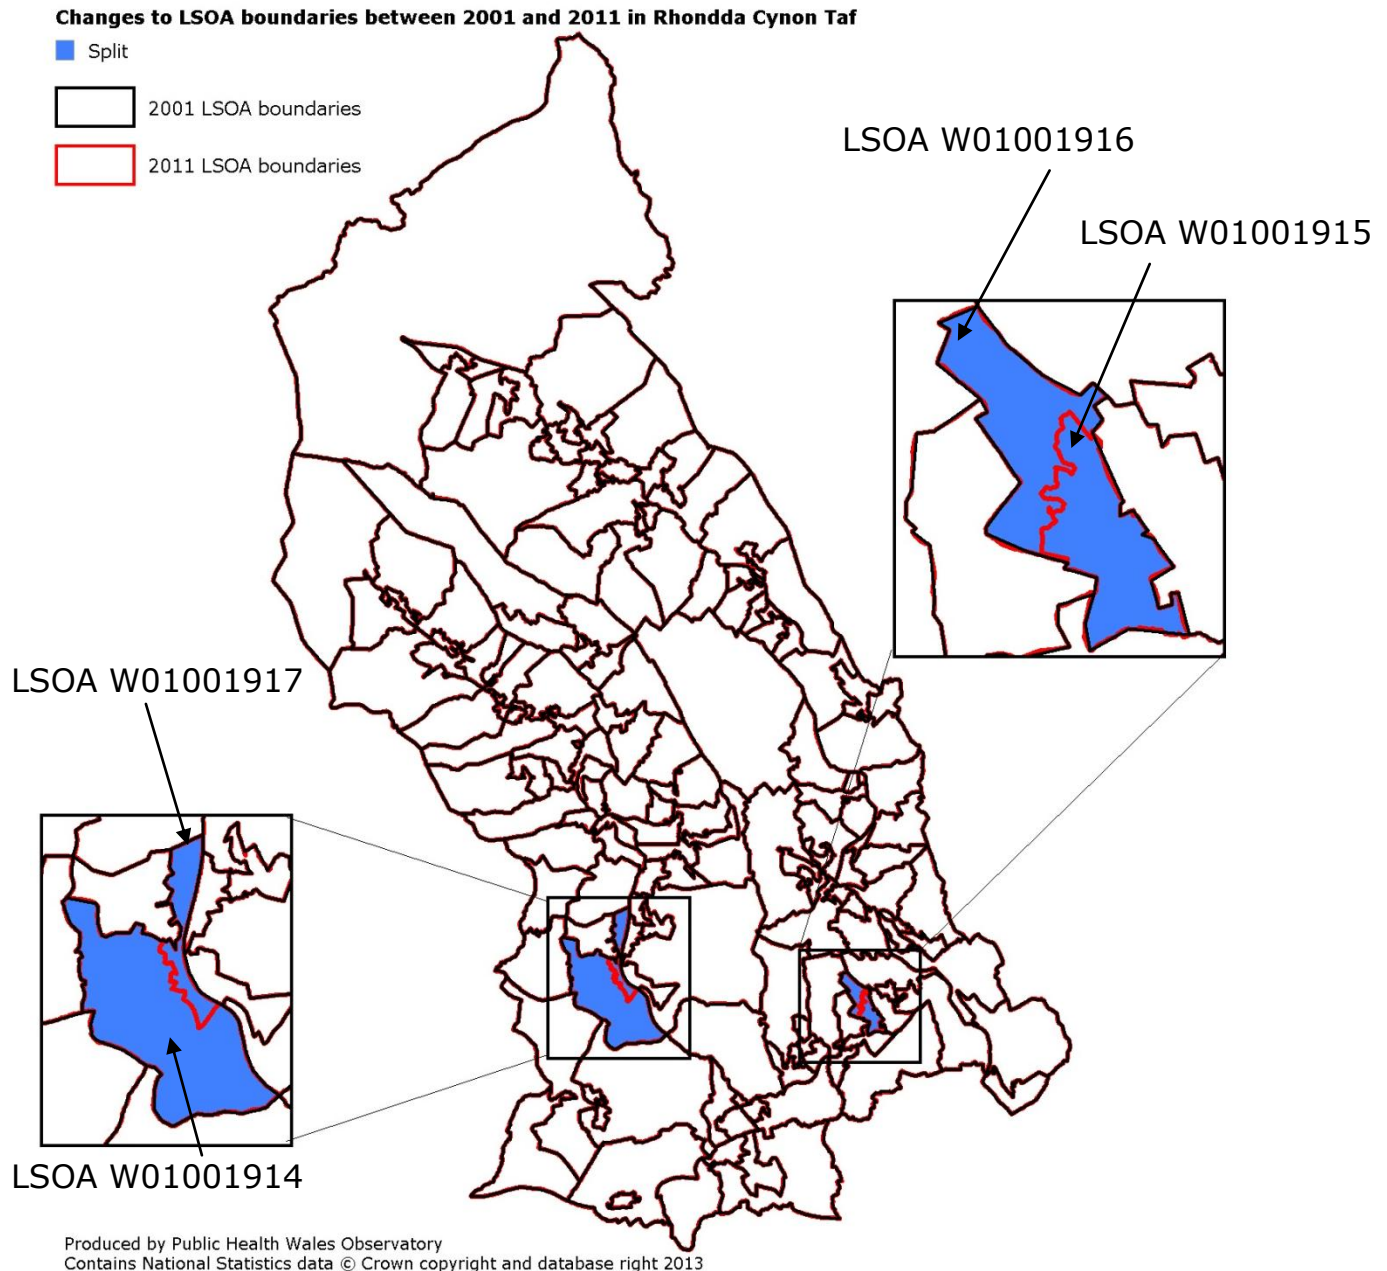 Changes to LSOA boundaries between 2001 and 2011 in Rhondda Cynon Taf
Split
2001 LSOA boundaries
2011 LSOA boundaries
LSOA W01001916
LSOA W01001915
LSOA W01001917
LSOA W01001914
Produced by Public Health Wales Observatory
Contains National Statistics data © Crown copyright and database right 2013